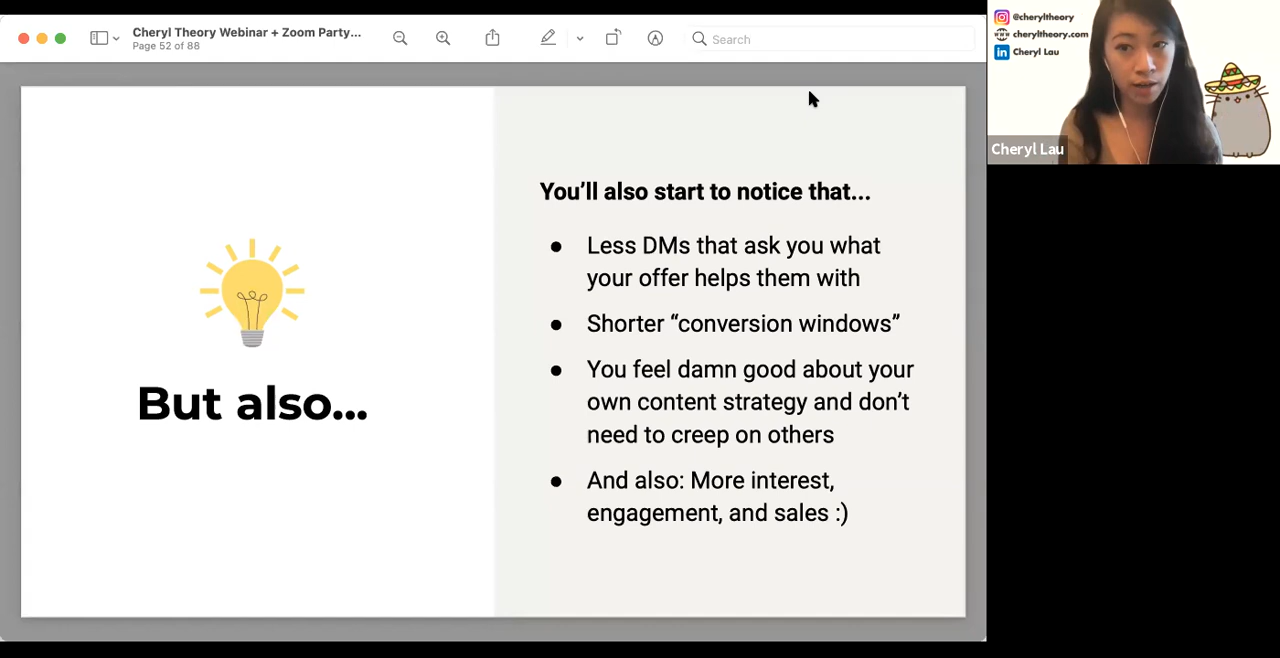 Cheryl Theory Webinar + Zoom Party...
Page 52 of 88
Search
@cheryltheory
cheryltheory.com
in Cheryl Lau
Cheryl Lau
But also...
You’ll also start to notice that...
● Less DMs that ask you what
your offer helps them with
● Shorter “conversion windows”
● You feel damn good about your
own content strategy and don’t
need to creep on others
● And also: More interest,
engagement, and sales :)